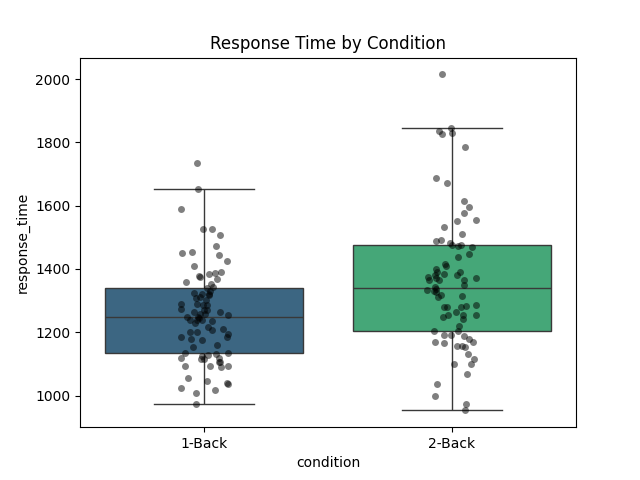 Response Time by Condition
response_time
2000
1800
1600
1400
1200
1000
1-Back
2-Back
condition